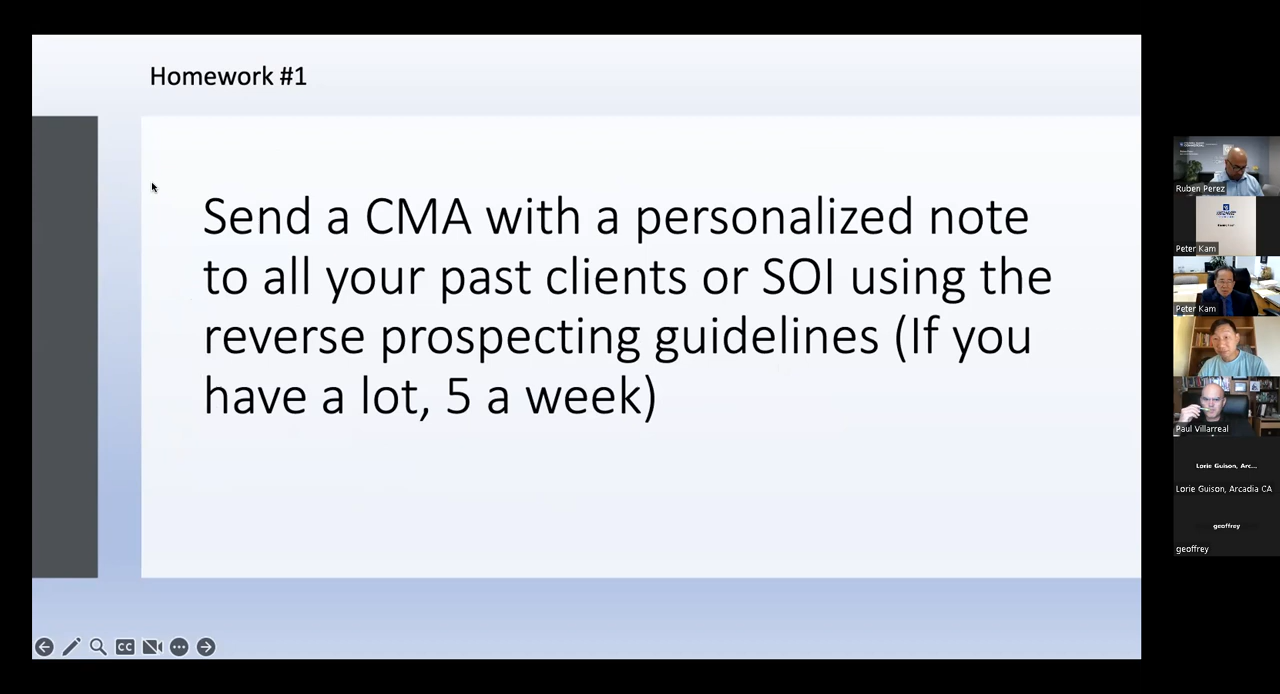 Homework #1
Send a CMA with a personalized note
to all your past clients or SOI using the
reverse prospecting guidelines (If you
have a lot, 5 a week)
CC
Ruben Perez
Peter Kam
Peter Kam
Paul Villarreal
Lorie Guison, Arc...
Lorie Guison, Arcadia CA
geoffrey
geoffrey